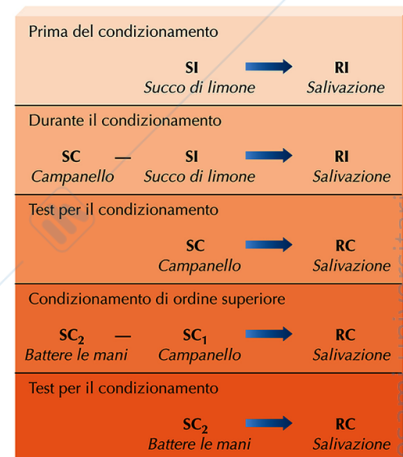 Prima del condizionamento
SI RI
Succo di limone Salivazione
Durante il condizionamento
SC — SI RI
Campanello Succo di limone Salivazione
Test per il condizionamento
SC RC
Campanello Salivazione
Condizionamento di ordine superiore
SC₂ — SC₁ RC
Battere le mani Campanello Salivazione
Test per il condizionamento
SC₂ RC
Battere le mani Salivazione